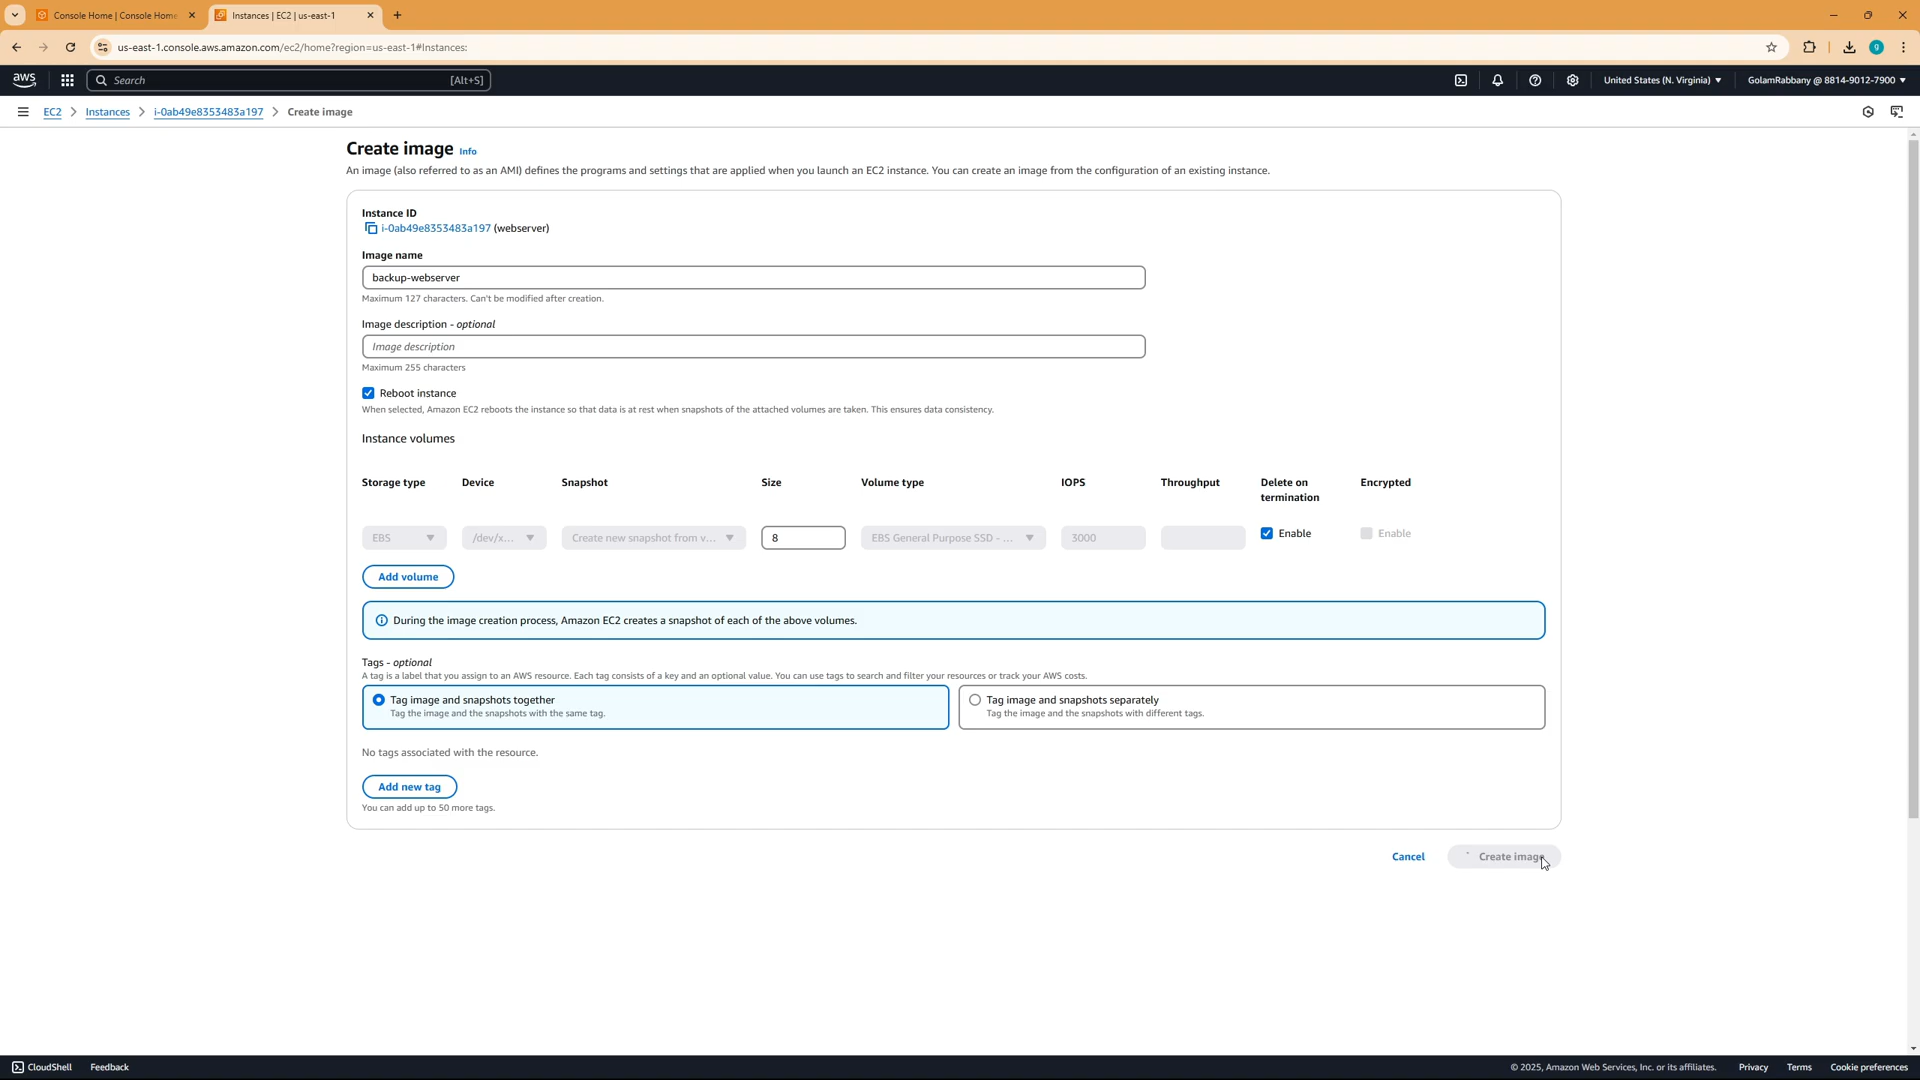 Console Home | Console Home
Instances | EC2 | us-east-1
us-east-1.console.aws.amazon.com/ec2/home?region=us-east-1#Instances:
g
aws
Search
[Alt+S]
United States (N. Virginia)
GolamRabbany @ 8814-9012-7900
EC2 > Instances > i-0ab49e8353483a197 > Create image
Create image Info
An image (also referred to as an AMI) defines the programs and settings that are applied when you launch an EC2 instance. You can create an image from the configuration of an existing instance.
Instance ID
i-0ab49e8353483a197 (webserver)
Image name
backup-webserver
Maximum 127 characters. Can't be modified after creation.
Image description - optional
Image description
Maximum 255 characters
Reboot instance
When selected, Amazon EC2 reboots the instance so that data is at rest when snapshots of the attached volumes are taken. This ensures data consistency.
Instance volumes
Storage type Device Snapshot Size Volume type IOPS Throughput Delete on termination Encrypted
EBS /dev/x... Create new snapshot from v... 8 EBS General Purpose SSD - ... 3000 Enable Enable
Add volume
During the image creation process, Amazon EC2 creates a snapshot of each of the above volumes.
Tags - optional
A tag is a label that you assign to an AWS resource. Each tag consists of a key and an optional value. You can use tags to search and filter your resources or track your AWS costs.
Tag image and snapshots together
Tag the image and the snapshots with the same tag.
Tag image and snapshots separately
Tag the image and the snapshots with different tags.
No tags associated with the resource.
Add new tag
You can add up to 50 more tags.
Cancel
Create image
CloudShell Feedback
© 2025, Amazon Web Services, Inc. or its affiliates. Privacy Terms Cookie preferences